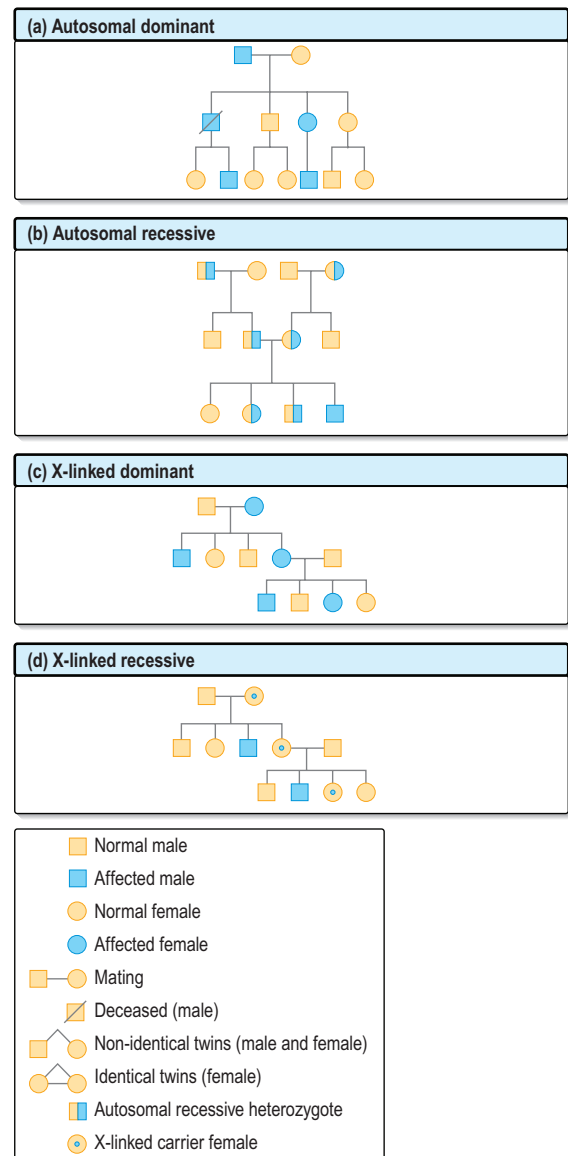 (a) Autosomal dominant
(b) Autosomal recessive
(c) X-linked dominant
(d) X-linked recessive
Normal male
Affected male
Normal female
Affected female
Mating
Deceased (male)
Non-identical twins (male and female)
Identical twins (female)
Autosomal recessive heterozygote
X-linked carrier female